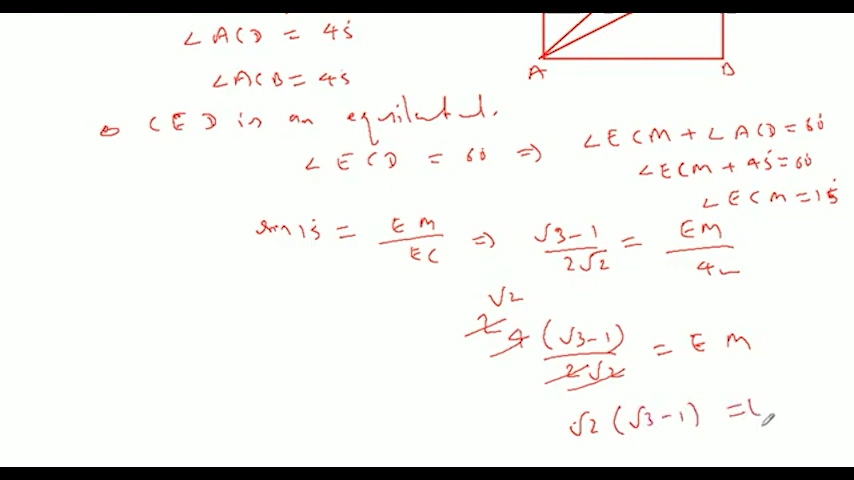 ∠ACD = 45°
∠ACB = 45
A B
∆ CED is an equilateral.
∠ECD = 60° ⇒ ∠ECM + ∠ACD = 60°
∠ECM + 45° = 60°
∠ECM = 15°
sin 15° = EM/EC ⇒ (√3-1)/(2√2) = EM/4
√2
2 4 (√3-1)/(2√2) = EM
√2 (√3-1) =